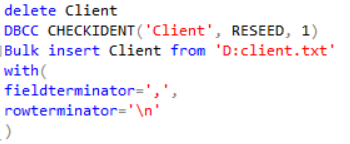 delete Client
DBCC CHECKIDENT('Client', RESEED, 1)
Bulk insert Client from 'D:client.txt'
with(
fieldterminator=',',
rowterminator='\n'
)